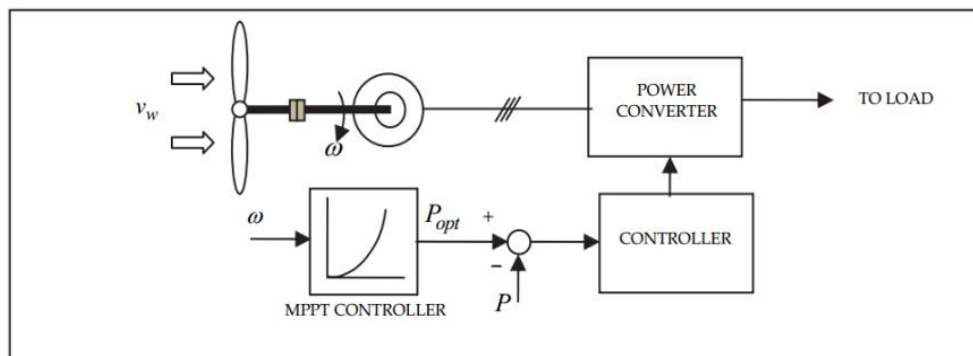 POWER
CONVERTER
TO LOAD
v_w
ω
ω
P_opt
+
CONTROLLER
−
P
MPPT CONTROLLER